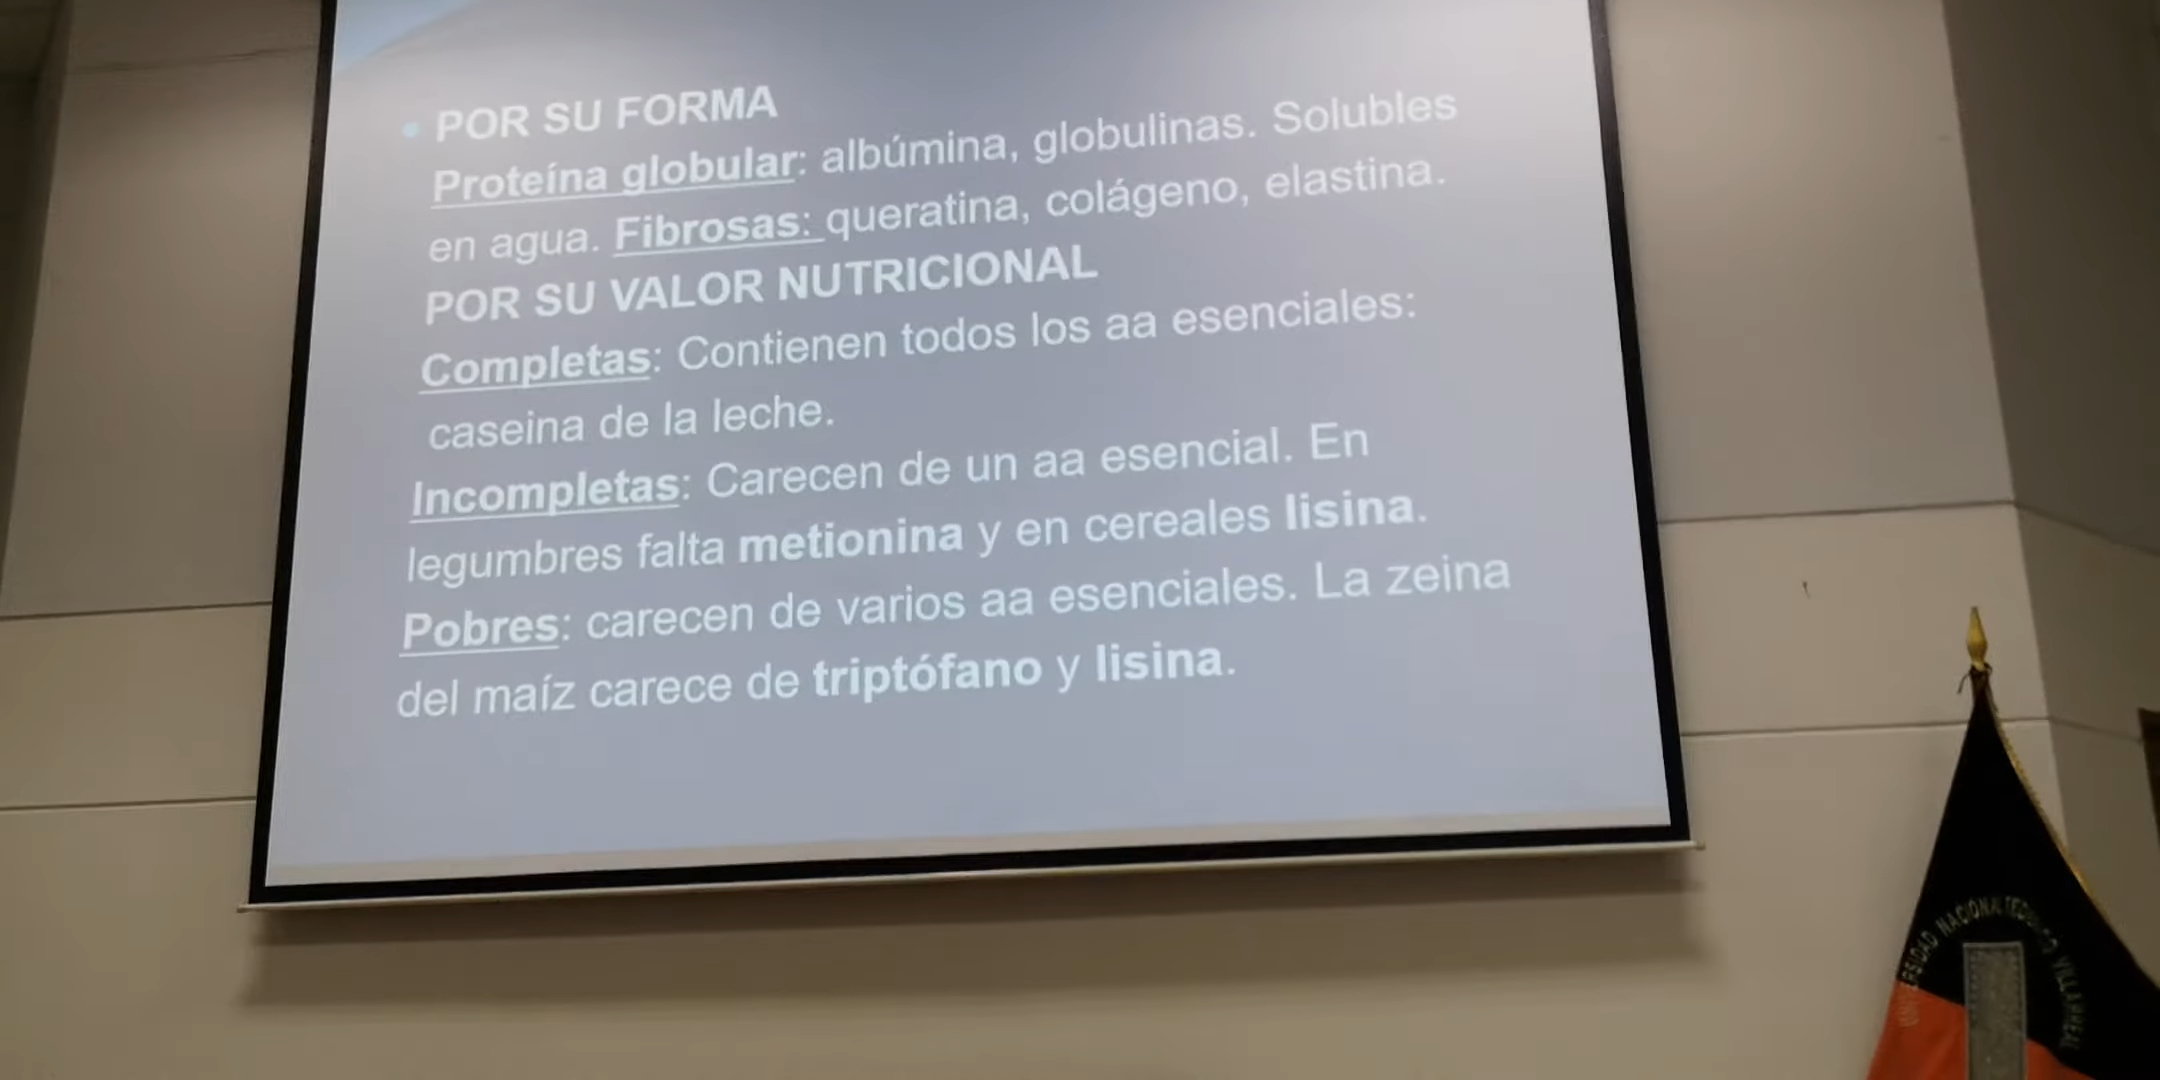 • POR SU FORMA
Proteína globular: albúmina, globulinas. Solubles
en agua. Fibrosas: queratina, colágeno, elastina.
POR SU VALOR NUTRICIONAL
Completas: Contienen todos los aa esenciales:
caseina de la leche.
Incompletas: Carecen de un aa esencial. En
legumbres falta metionina y en cereales lisina.
Pobres: carecen de varios aa esenciales. La zeina
del maíz carece de triptófano y lisina.
NACIONAL
VILLARREAL